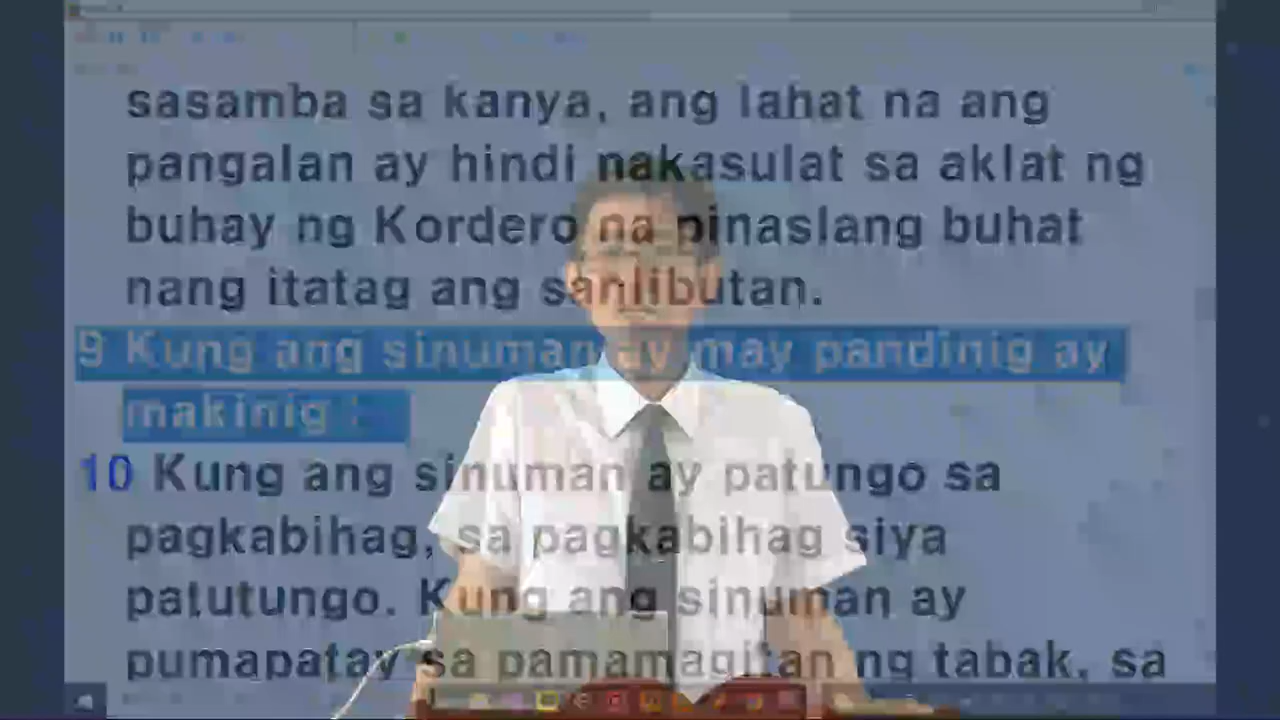 sasamba sa kanya, ang lahat na ang
pangalan ay hindi nakasulat sa aklat ng
buhay ng Kordero na pinaslang buhat
nang itatag ang sanlibutan.
9 Kung ang sinuman ay may pandinig ay
makinig :
10 Kung ang sinuman ay patungo sa
pagkabihag, sa pagkabihag siya
patutungo. Kung ang sinuman ay
pumapatay sa pamamagitan ng tabak, sa